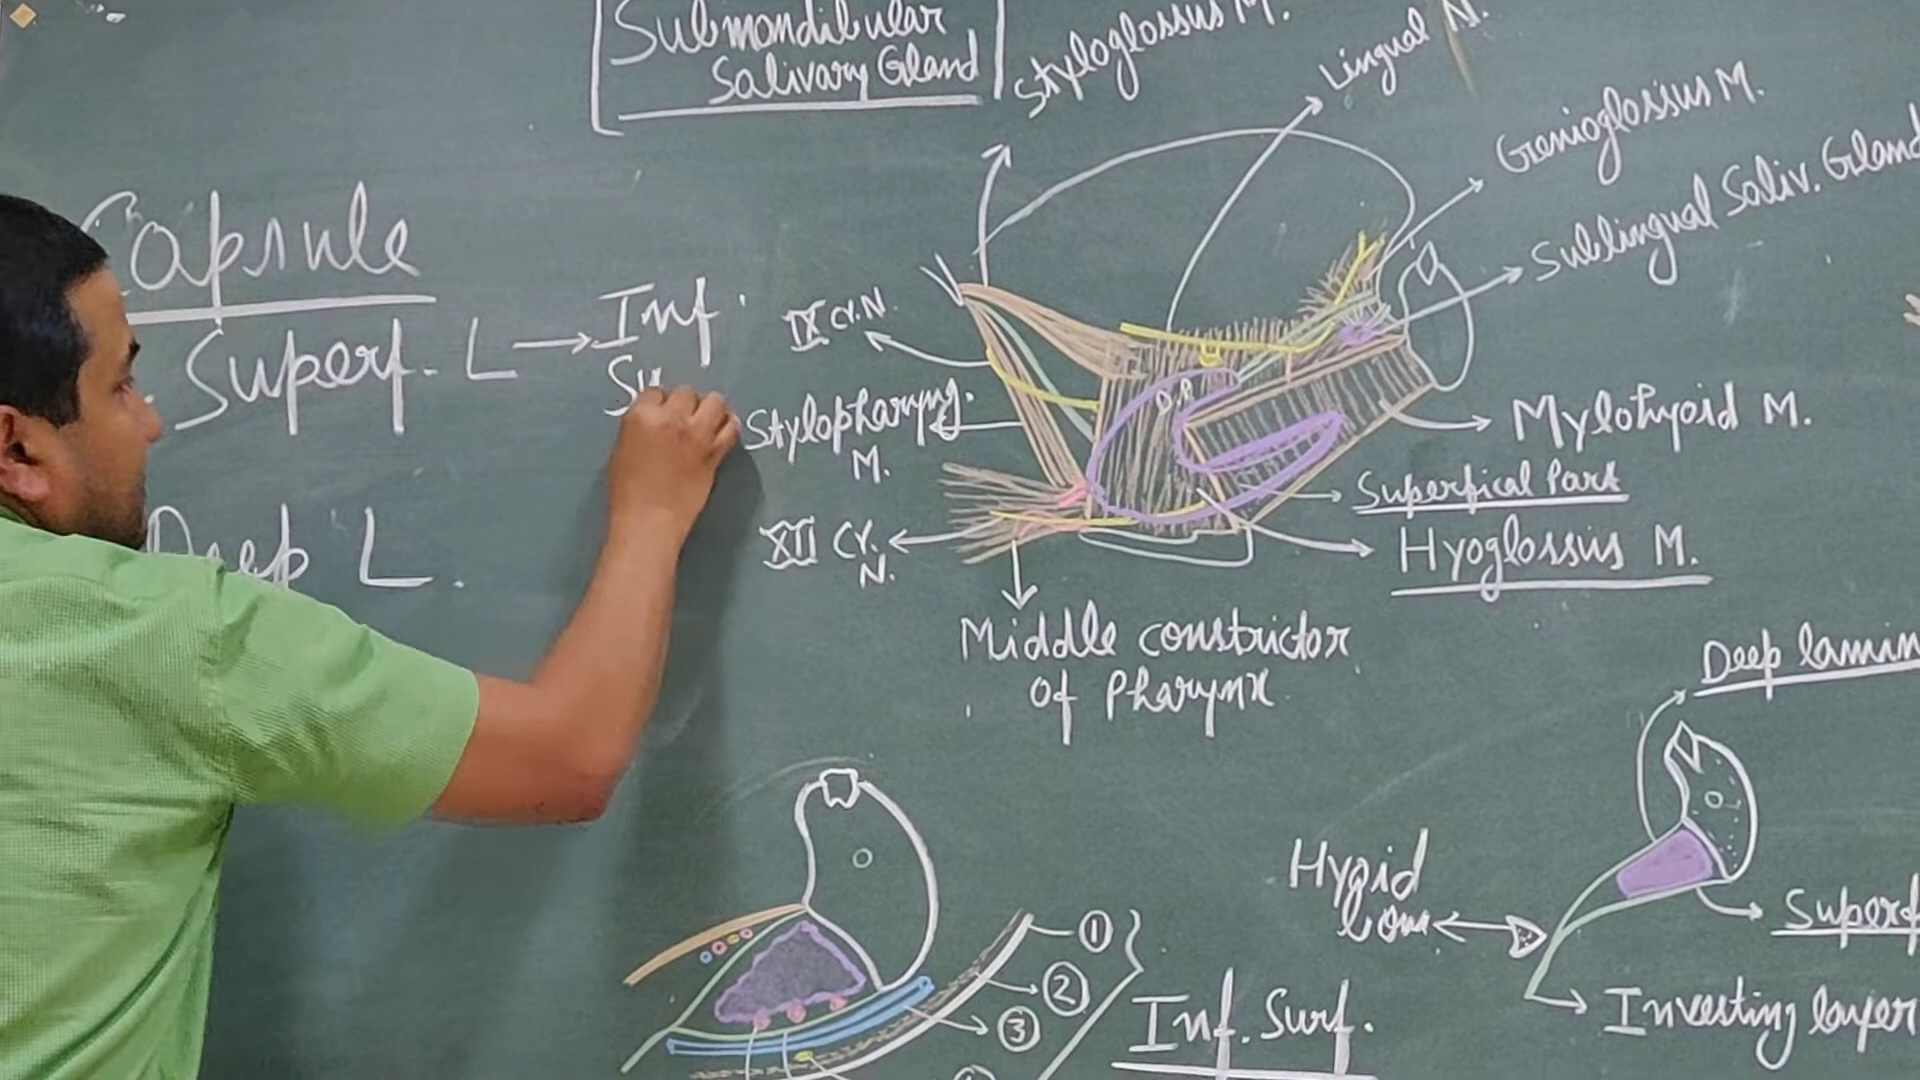 Submandibular
Salivary Gland
Styloglossus M.
Lingual N.
Genioglossus M.
Sublingual Saliv. Gland
Capsule
Superf. L → Inf.
Su
Deep L.
IX Cr. N.
Stylopharyng.
M.
XII Cr.
N.
D.P.
Mylohyoid M.
Superfical Part
Hyoglossus M.
Middle constrictor
of Pharynx
Deep lamin
Hyoid
bone
Superf
Investing layer
1
2
3
Inf. Surf.